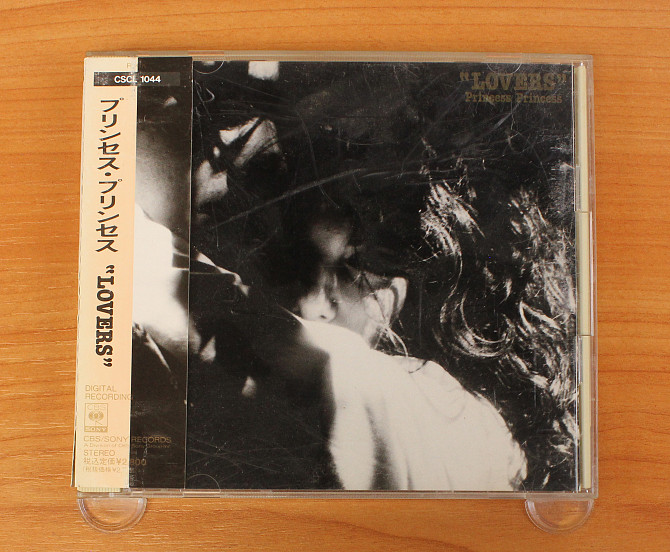 CSCL 1044
プリンセス・プリンセス "LOVERS"
DIGITAL
RECORDING
SONY
CBS/SONY RECORDS
STEREO
"LOVERS"
Princess Princess